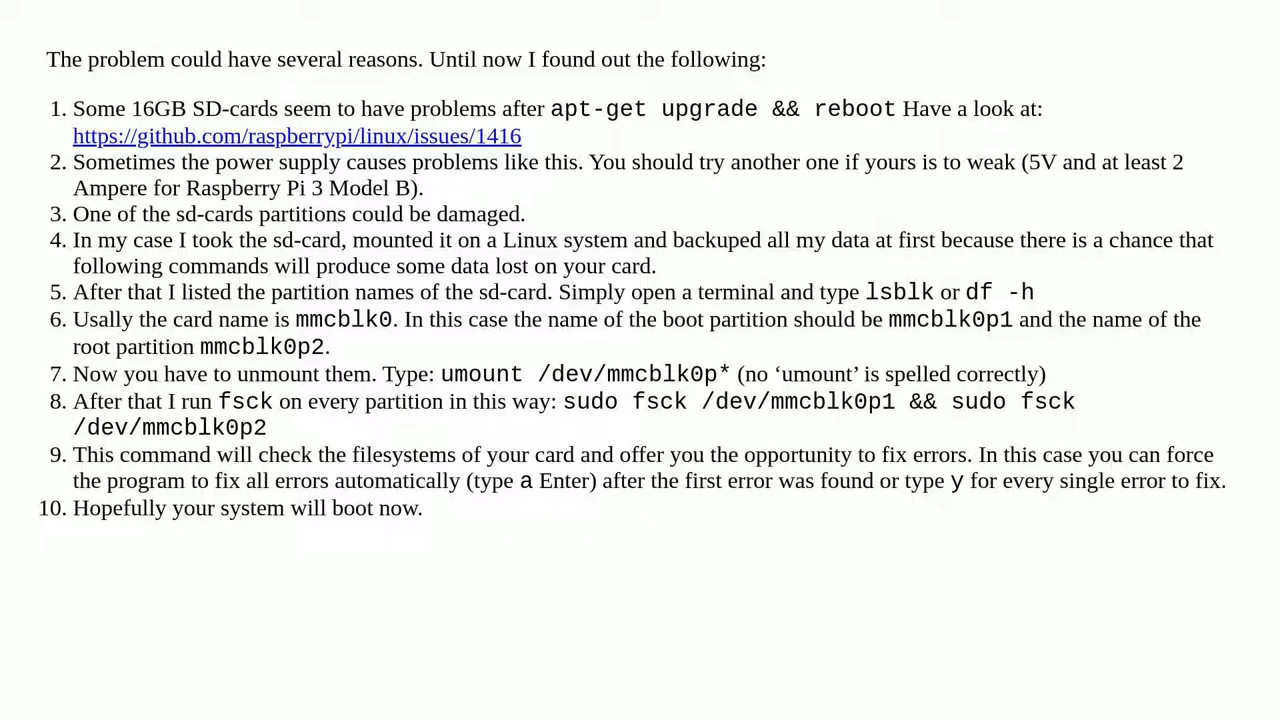 The problem could have several reasons. Until now I found out the following:
1. Some 16GB SD-cards seem to have problems after apt-get upgrade && reboot Have a look at:
https://github.com/raspberrypi/linux/issues/1416
2. Sometimes the power supply causes problems like this. You should try another one if yours is to weak (5V and at least 2
Ampere for Raspberry Pi 3 Model B).
3. One of the sd-cards partitions could be damaged.
4. In my case I took the sd-card, mounted it on a Linux system and backuped all my data at first because there is a chance that
following commands will produce some data lost on your card.
5. After that I listed the partition names of the sd-card. Simply open a terminal and type lsblk or df -h
6. Usally the card name is mmcblk0. In this case the name of the boot partition should be mmcblk0p1 and the name of the
root partition mmcblk0p2.
7. Now you have to unmount them. Type: umount /dev/mmcblk0p* (no ‘umount’ is spelled correctly)
8. After that I run fsck on every partition in this way: sudo fsck /dev/mmcblk0p1 && sudo fsck
/dev/mmcblk0p2
9. This command will check the filesystems of your card and offer you the opportunity to fix errors. In this case you can force
the program to fix all errors automatically (type a Enter) after the first error was found or type y for every single error to fix.
10. Hopefully your system will boot now.